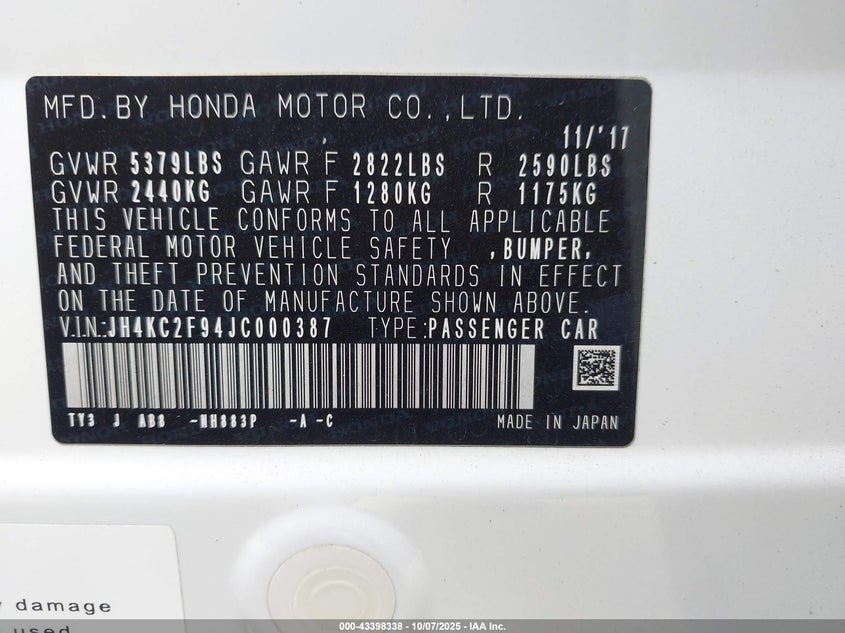 MFD. BY HONDA MOTOR CO., LTD.
11/'17
GVWR 5379LBS GAWR F 2822LBS R 2590LBS
GVWR 2440KG GAWR F 1280KG R 1175KG
THIS VEHICLE CONFORMS TO ALL APPLICABLE
FEDERAL MOTOR VEHICLE SAFETY , BUMPER,
AND THEFT PREVENTION STANDARDS IN EFFECT
ON THE DATE OF MANUFACTURE SHOWN ABOVE.
V.I.N.:JH4KC2F94JC000387 TYPE:PASSENGER CAR
TY3 J AB8 -NH883P -A -C MADE IN JAPAN
damage
used
000-43398338 - 10/07/2025 - IAA Inc.